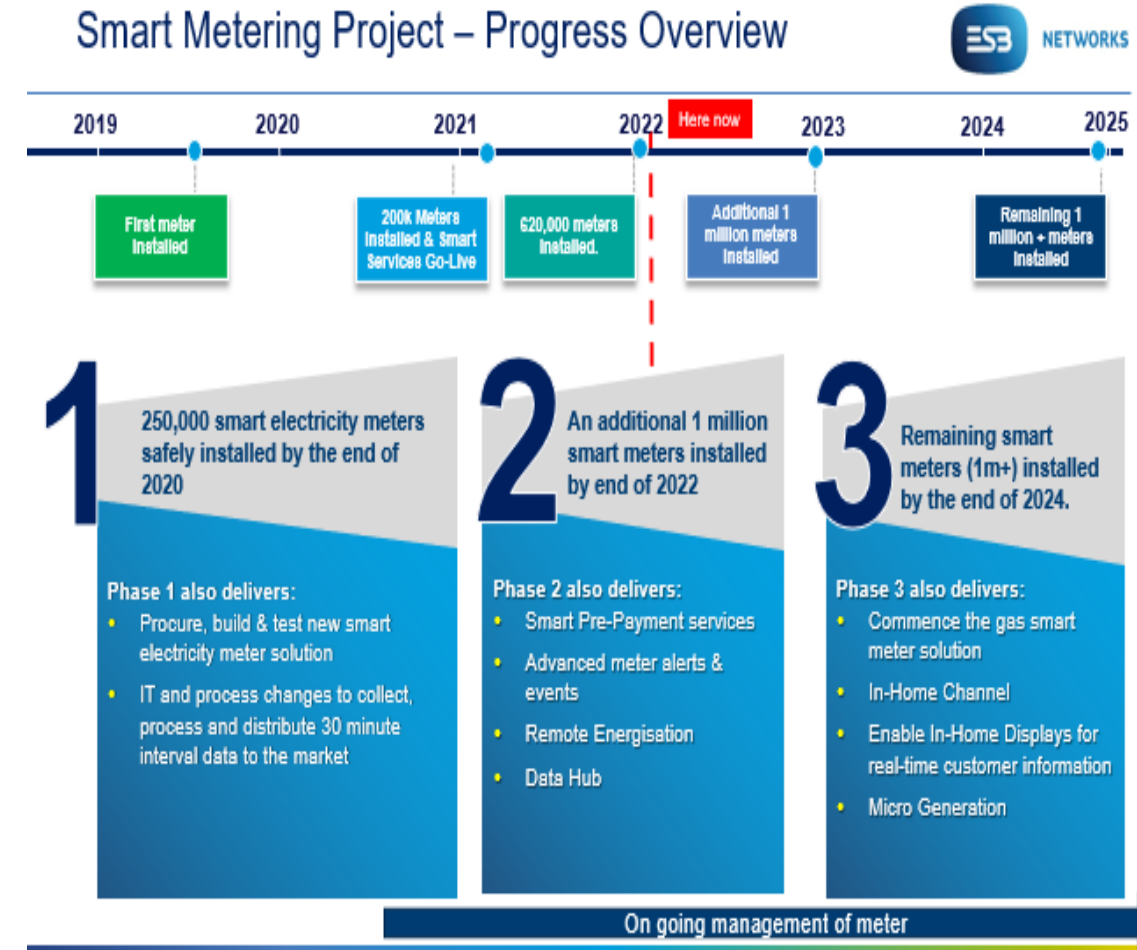 Smart Metering Project – Progress Overview
ESB NETWORKS
2019
2020
2021
2022
Here now
2023
2024
2025
First meter
Installed
200k Meters
Installed & Smart
Services Go-Live
620,000 meters
Installed.
Additional 1
million meters
Installed
Remaining 1
million + meters
Installed
1
250,000 smart electricity meters
safely installed by the end of
2020
Phase 1 also delivers:
• Procure, build & test new smart
electricity meter solution
• IT and process changes to collect,
process and distribute 30 minute
interval data to the market
2
An additional 1 million
smart meters installed
by end of 2022
Phase 2 also delivers:
• Smart Pre-Payment services
• Advanced meter alerts &
events
• Remote Energisation
• Data Hub
3
Remaining smart
meters (1m+) installed
by the end of 2024.
Phase 3 also delivers:
• Commence the gas smart
meter solution
• In-Home Channel
• Enable In-Home Displays for
real-time customer information
• Micro Generation
On going management of meter